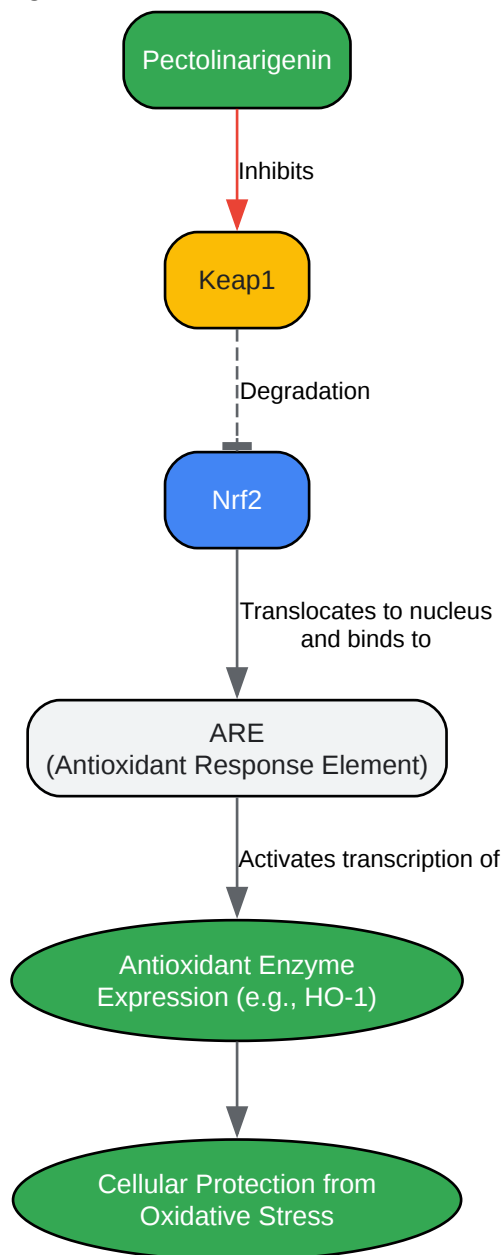 Pectolinarigenin
Inhibits
Keap1
Degradation
Nrf2
Translocates to nucleus
and binds to
ARE
(Antioxidant Response Element)
Activates transcription of
Antioxidant Enzyme
Expression (e.g., HO-1)
Cellular Protection from
Oxidative Stress